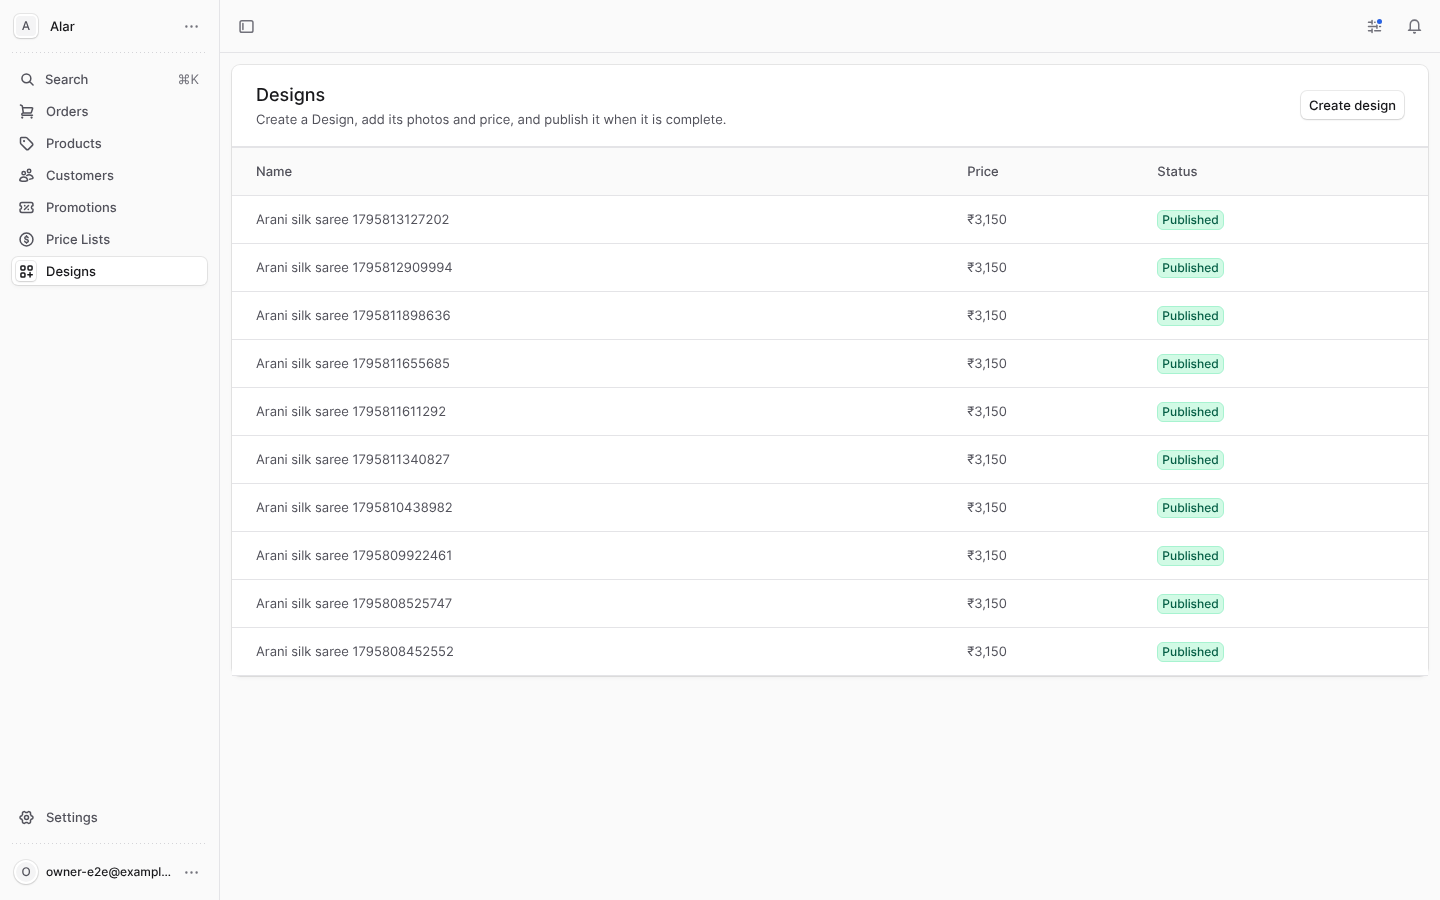 A Alar
Search ⌘K
Orders
Products
Customers
Promotions
Price Lists
Designs
Settings
O owner-e2e@exampl...
Designs
Create a Design, add its photos and price, and publish it when it is complete.
Create design
Name Price Status
Arani silk saree 1795813127202 ₹3,150 Published
Arani silk saree 1795812909994 ₹3,150 Published
Arani silk saree 1795811898636 ₹3,150 Published
Arani silk saree 1795811655685 ₹3,150 Published
Arani silk saree 1795811611292 ₹3,150 Published
Arani silk saree 1795811340827 ₹3,150 Published
Arani silk saree 1795810438982 ₹3,150 Published
Arani silk saree 1795809922461 ₹3,150 Published
Arani silk saree 1795808525747 ₹3,150 Published
Arani silk saree 1795808452552 ₹3,150 Published